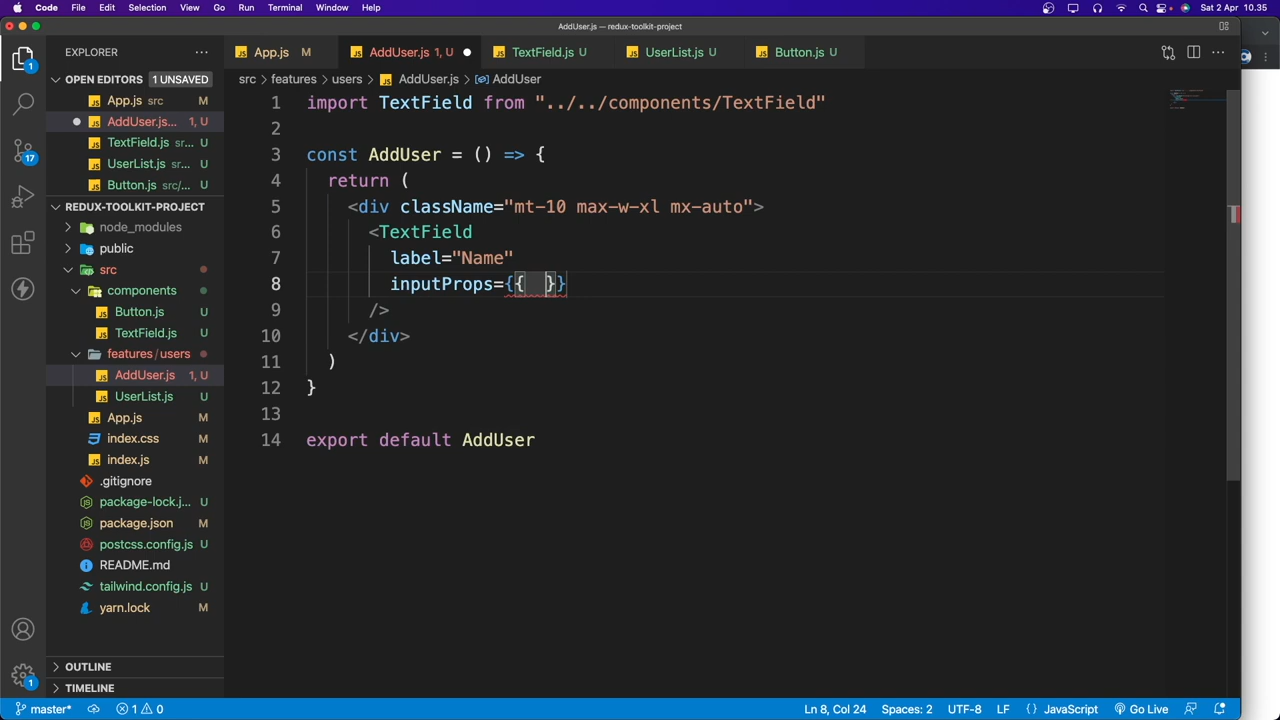 Code File Edit Selection View Go Run Terminal Window Help Sat 2 Apr 10.35
AddUser.js — redux-toolkit-project
EXPLORER
App.js M AddUser.js 1, U TextField.js U UserList.js U Button.js U
OPEN EDITORS 1 UNSAVED
src > features > users > AddUser.js > AddUser
App.js src M
AddUser.js... 1, U
TextField.js sr... U
UserList.js sr... U
Button.js src/... U
REDUX-TOOLKIT-PROJECT
node_modules
public
src
components
Button.js U
TextField.js U
features / users
AddUser.js 1, U
UserList.js U
App.js M
index.css M
index.js M
.gitignore
package-lock.j... U
package.json M
postcss.config.js U
README.md
tailwind.config.js U
yarn.lock M
OUTLINE
TIMELINE
1 import TextField from "../../components/TextField"
2
3 const AddUser = () => {
4 return (
5 <div className="mt-10 max-w-xl mx-auto">
6 <TextField
7 label="Name"
8 inputProps={{ }}
9 />
10 </div>
11 )
12 }
13
14 export default AddUser
1
17
1
master* 1 0 Ln 8, Col 24 Spaces: 2 UTF-8 LF { } JavaScript Go Live